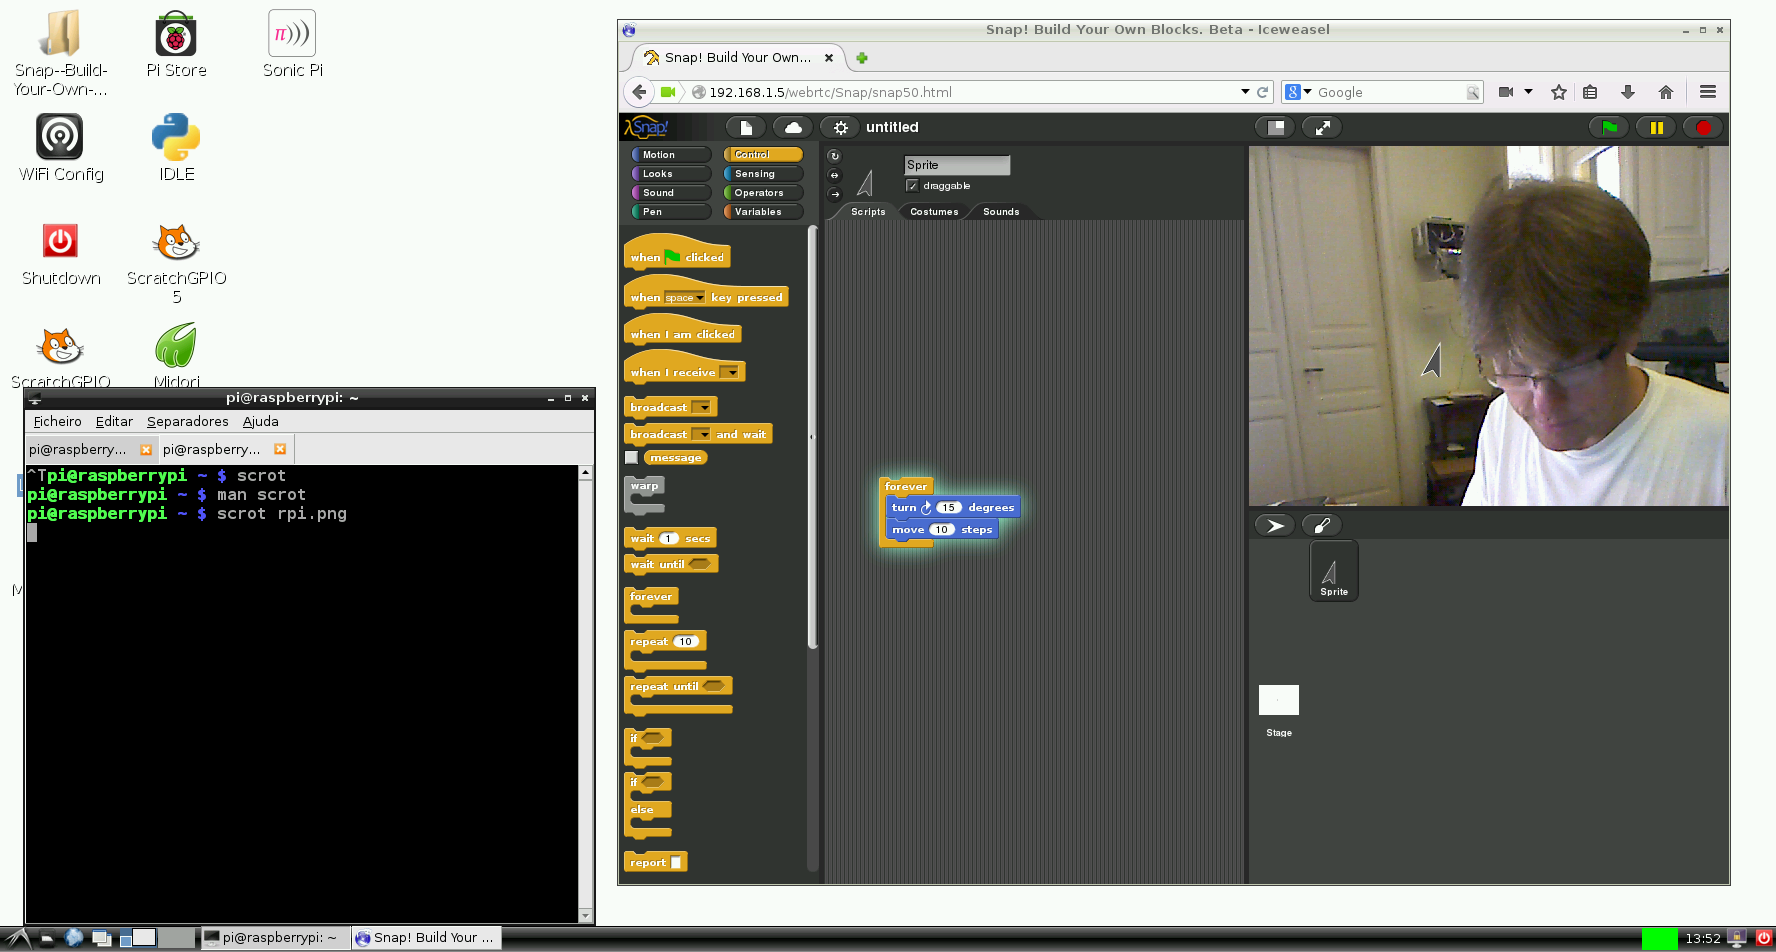 Snap--Build-
Your-Own-...
Pi Store
π)))
Sonic Pi
WiFi Config
IDLE
Shutdown
ScratchGPIO
5
ScratchGPIO
Midori
pi@raspberrypi: ~
Ficheiro Editar Separadores Ajuda
pi@raspberry... pi@raspberry...
^Tpi@raspberrypi ~ $ scrot
pi@raspberrypi ~ $ man scrot
pi@raspberrypi ~ $ scrot rpi.png
Snap! Build Your Own Blocks. Beta - Iceweasel
Snap! Build Your Own...
192.168.1.5/webrtc/Snap/snap50.html
8 Google
Snap!
untitled
Motion Control
Looks Sensing
Sound Operators
Pen Variables
when clicked
when space key pressed
when I am clicked
when I receive
broadcast
broadcast and wait
message
warp
wait 1 secs
wait until
forever
repeat 10
repeat until
if
if
else
report
Sprite
draggable
Scripts Costumes Sounds
forever
turn 15 degrees
move 10 steps
Sprite
Stage
pi@raspberrypi: ~
Snap! Build Your ...
13:52